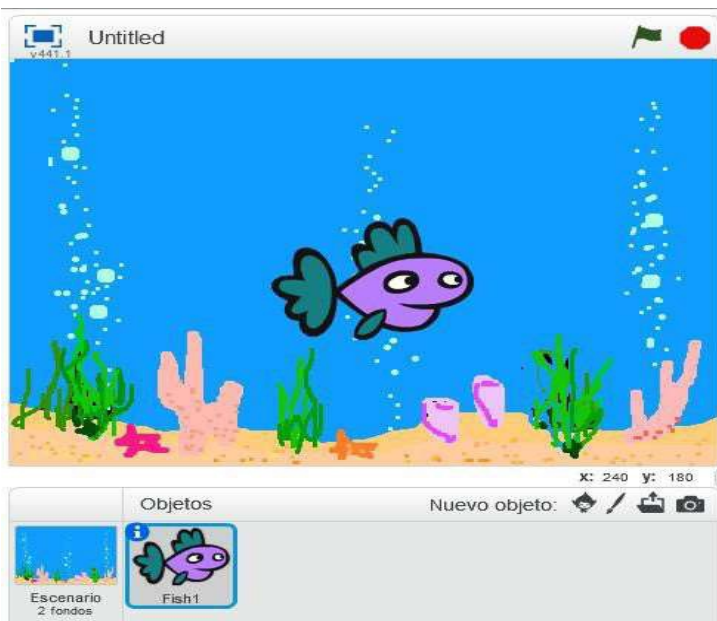 Untitled
v441.1
x: 240 y: 180
Objetos
Nuevo objeto:
Escenario
2 fondos
Fish1